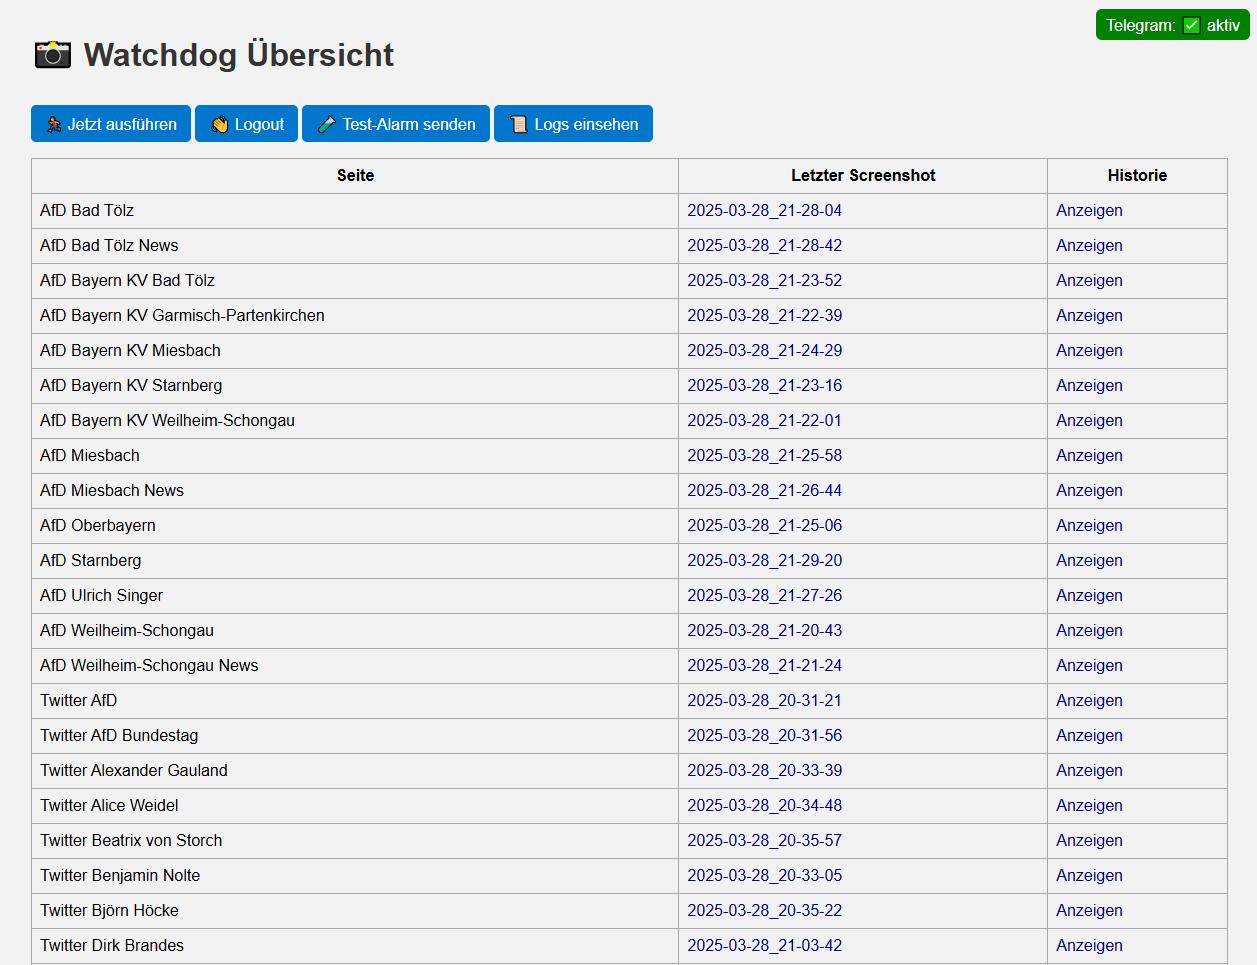 Telegram: ✅ aktiv
Watchdog Übersicht
Jetzt ausführen Logout Test-Alarm senden Logs einsehen
Seite Letzter Screenshot Historie
AfD Bad Tölz 2025-03-28_21-28-04 Anzeigen
AfD Bad Tölz News 2025-03-28_21-28-42 Anzeigen
AfD Bayern KV Bad Tölz 2025-03-28_21-23-52 Anzeigen
AfD Bayern KV Garmisch-Partenkirchen 2025-03-28_21-22-39 Anzeigen
AfD Bayern KV Miesbach 2025-03-28_21-24-29 Anzeigen
AfD Bayern KV Starnberg 2025-03-28_21-23-16 Anzeigen
AfD Bayern KV Weilheim-Schongau 2025-03-28_21-22-01 Anzeigen
AfD Miesbach 2025-03-28_21-25-58 Anzeigen
AfD Miesbach News 2025-03-28_21-26-44 Anzeigen
AfD Oberbayern 2025-03-28_21-25-06 Anzeigen
AfD Starnberg 2025-03-28_21-29-20 Anzeigen
AfD Ulrich Singer 2025-03-28_21-27-26 Anzeigen
AfD Weilheim-Schongau 2025-03-28_21-20-43 Anzeigen
AfD Weilheim-Schongau News 2025-03-28_21-21-24 Anzeigen
Twitter AfD 2025-03-28_20-31-21 Anzeigen
Twitter AfD Bundestag 2025-03-28_20-31-56 Anzeigen
Twitter Alexander Gauland 2025-03-28_20-33-39 Anzeigen
Twitter Alice Weidel 2025-03-28_20-34-48 Anzeigen
Twitter Beatrix von Storch 2025-03-28_20-35-57 Anzeigen
Twitter Benjamin Nolte 2025-03-28_20-33-05 Anzeigen
Twitter Björn Höcke 2025-03-28_20-35-22 Anzeigen
Twitter Dirk Brandes 2025-03-28_21-03-42 Anzeigen